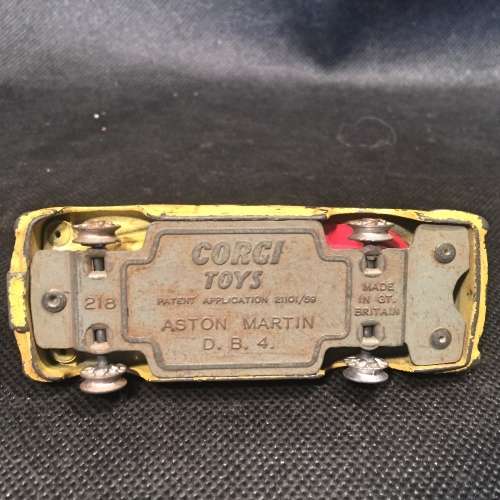 CORGI
TOYS
PATENT APPLICATION 21101/59
ASTON MARTIN
D. B. 4.
218
MADE
IN GT.
BRITAIN